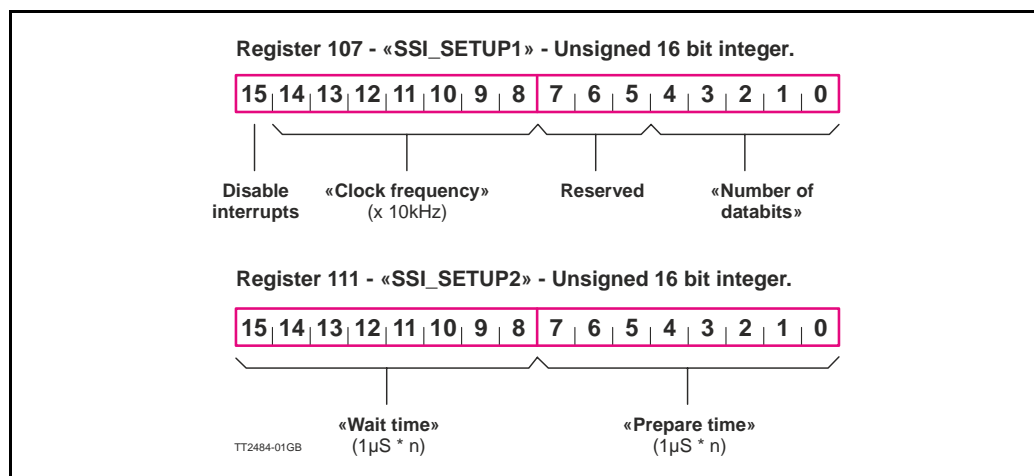 Register 107 - «SSI_SETUP1» - Unsigned 16 bit integer.
15 14 13 12 11 10 9 8 7 6 5 4 3 2 1 0
Disable interrupts
«Clock frequency»
(x 10kHz)
Reserved
«Number of databits»
Register 111 - «SSI_SETUP2» - Unsigned 16 bit integer.
15 14 13 12 11 10 9 8 7 6 5 4 3 2 1 0
«Wait time»
(1µS * n)
«Prepare time»
(1µS * n)
TT2484-01GB